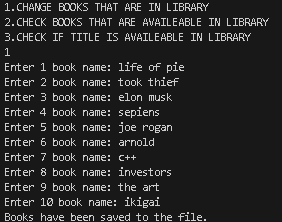 1.CHANGE BOOKS THAT ARE IN LIBRARY
2.CHECK BOOKS THAT ARE AVAILEABLE IN LIBRARY
3.CHECK IF TITLE IS AVAILEABLE IN LIBRARY
1
Enter 1 book name: life of pie
Enter 2 book name: took thief
Enter 3 book name: elon musk
Enter 4 book name: sepiens
Enter 5 book name: joe rogan
Enter 6 book name: arnold
Enter 7 book name: c++
Enter 8 book name: investors
Enter 9 book name: the art
Enter 10 book name: ikigai
Books have been saved to the file.